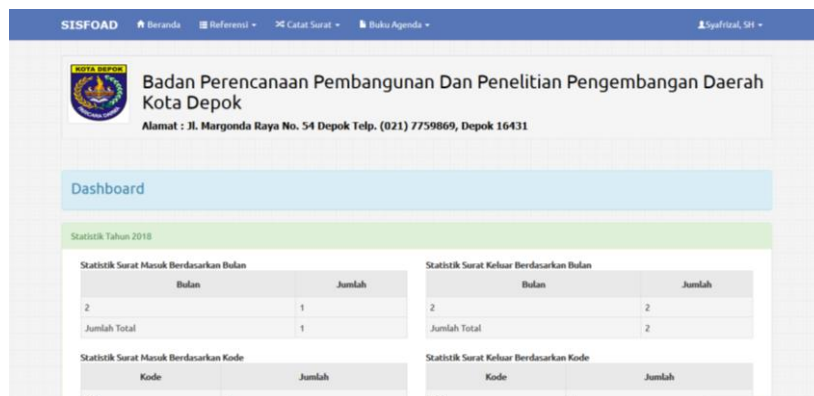 SISFOAD Beranda Referensi Catat Surat Buku Agenda Syafrizal, SH
KOTA DEPOK
Badan Perencanaan Pembangunan Dan Penelitian Pengembangan Daerah
Kota Depok
Alamat : Jl. Margonda Raya No. 54 Depok Telp. (021) 7759869, Depok 16431
Dashboard
Statistik Tahun 2018
Statistik Surat Masuk Berdasarkan Bulan
Bulan Jumlah
2 1
Jumlah Total 1
Statistik Surat Keluar Berdasarkan Bulan
Bulan Jumlah
2 2
Jumlah Total 2
Statistik Surat Masuk Berdasarkan Kode
Kode Jumlah
Statistik Surat Keluar Berdasarkan Kode
Kode Jumlah